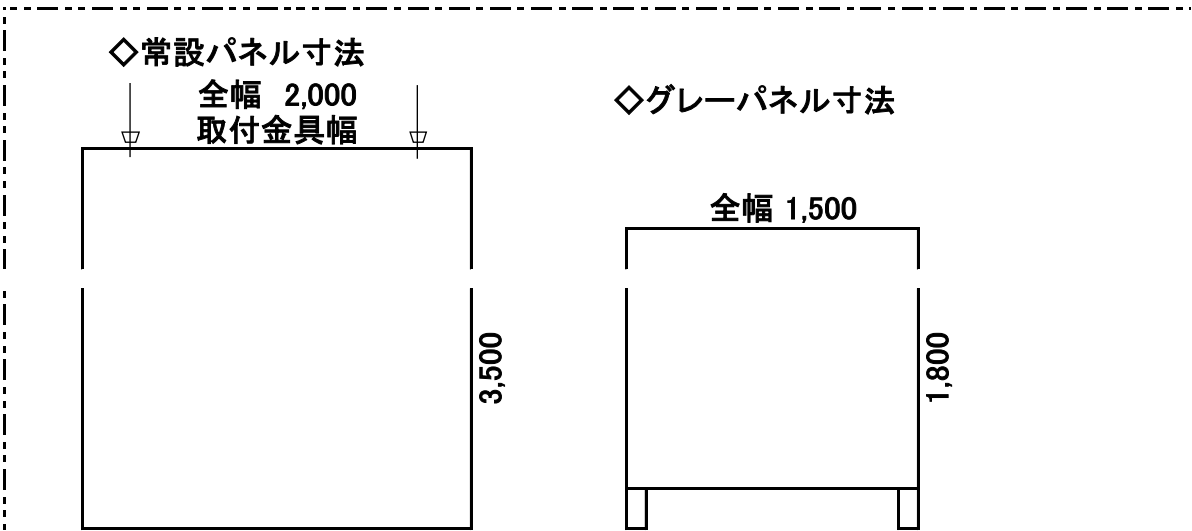 ◇常設パネル寸法
全幅 2,000
取付金具幅
3,500
◇グレーパネル寸法
全幅 1,500
1,800